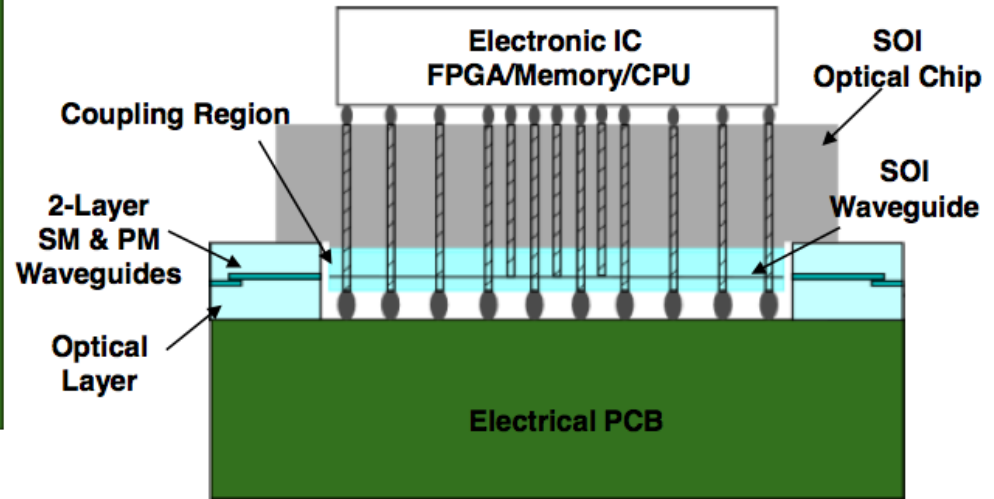 Electronic IC
FPGA/Memory/CPU
SOI
Optical Chip
Coupling Region
SOI
Waveguide
2-Layer
SM & PM
Waveguides
Optical
Layer
Electrical PCB